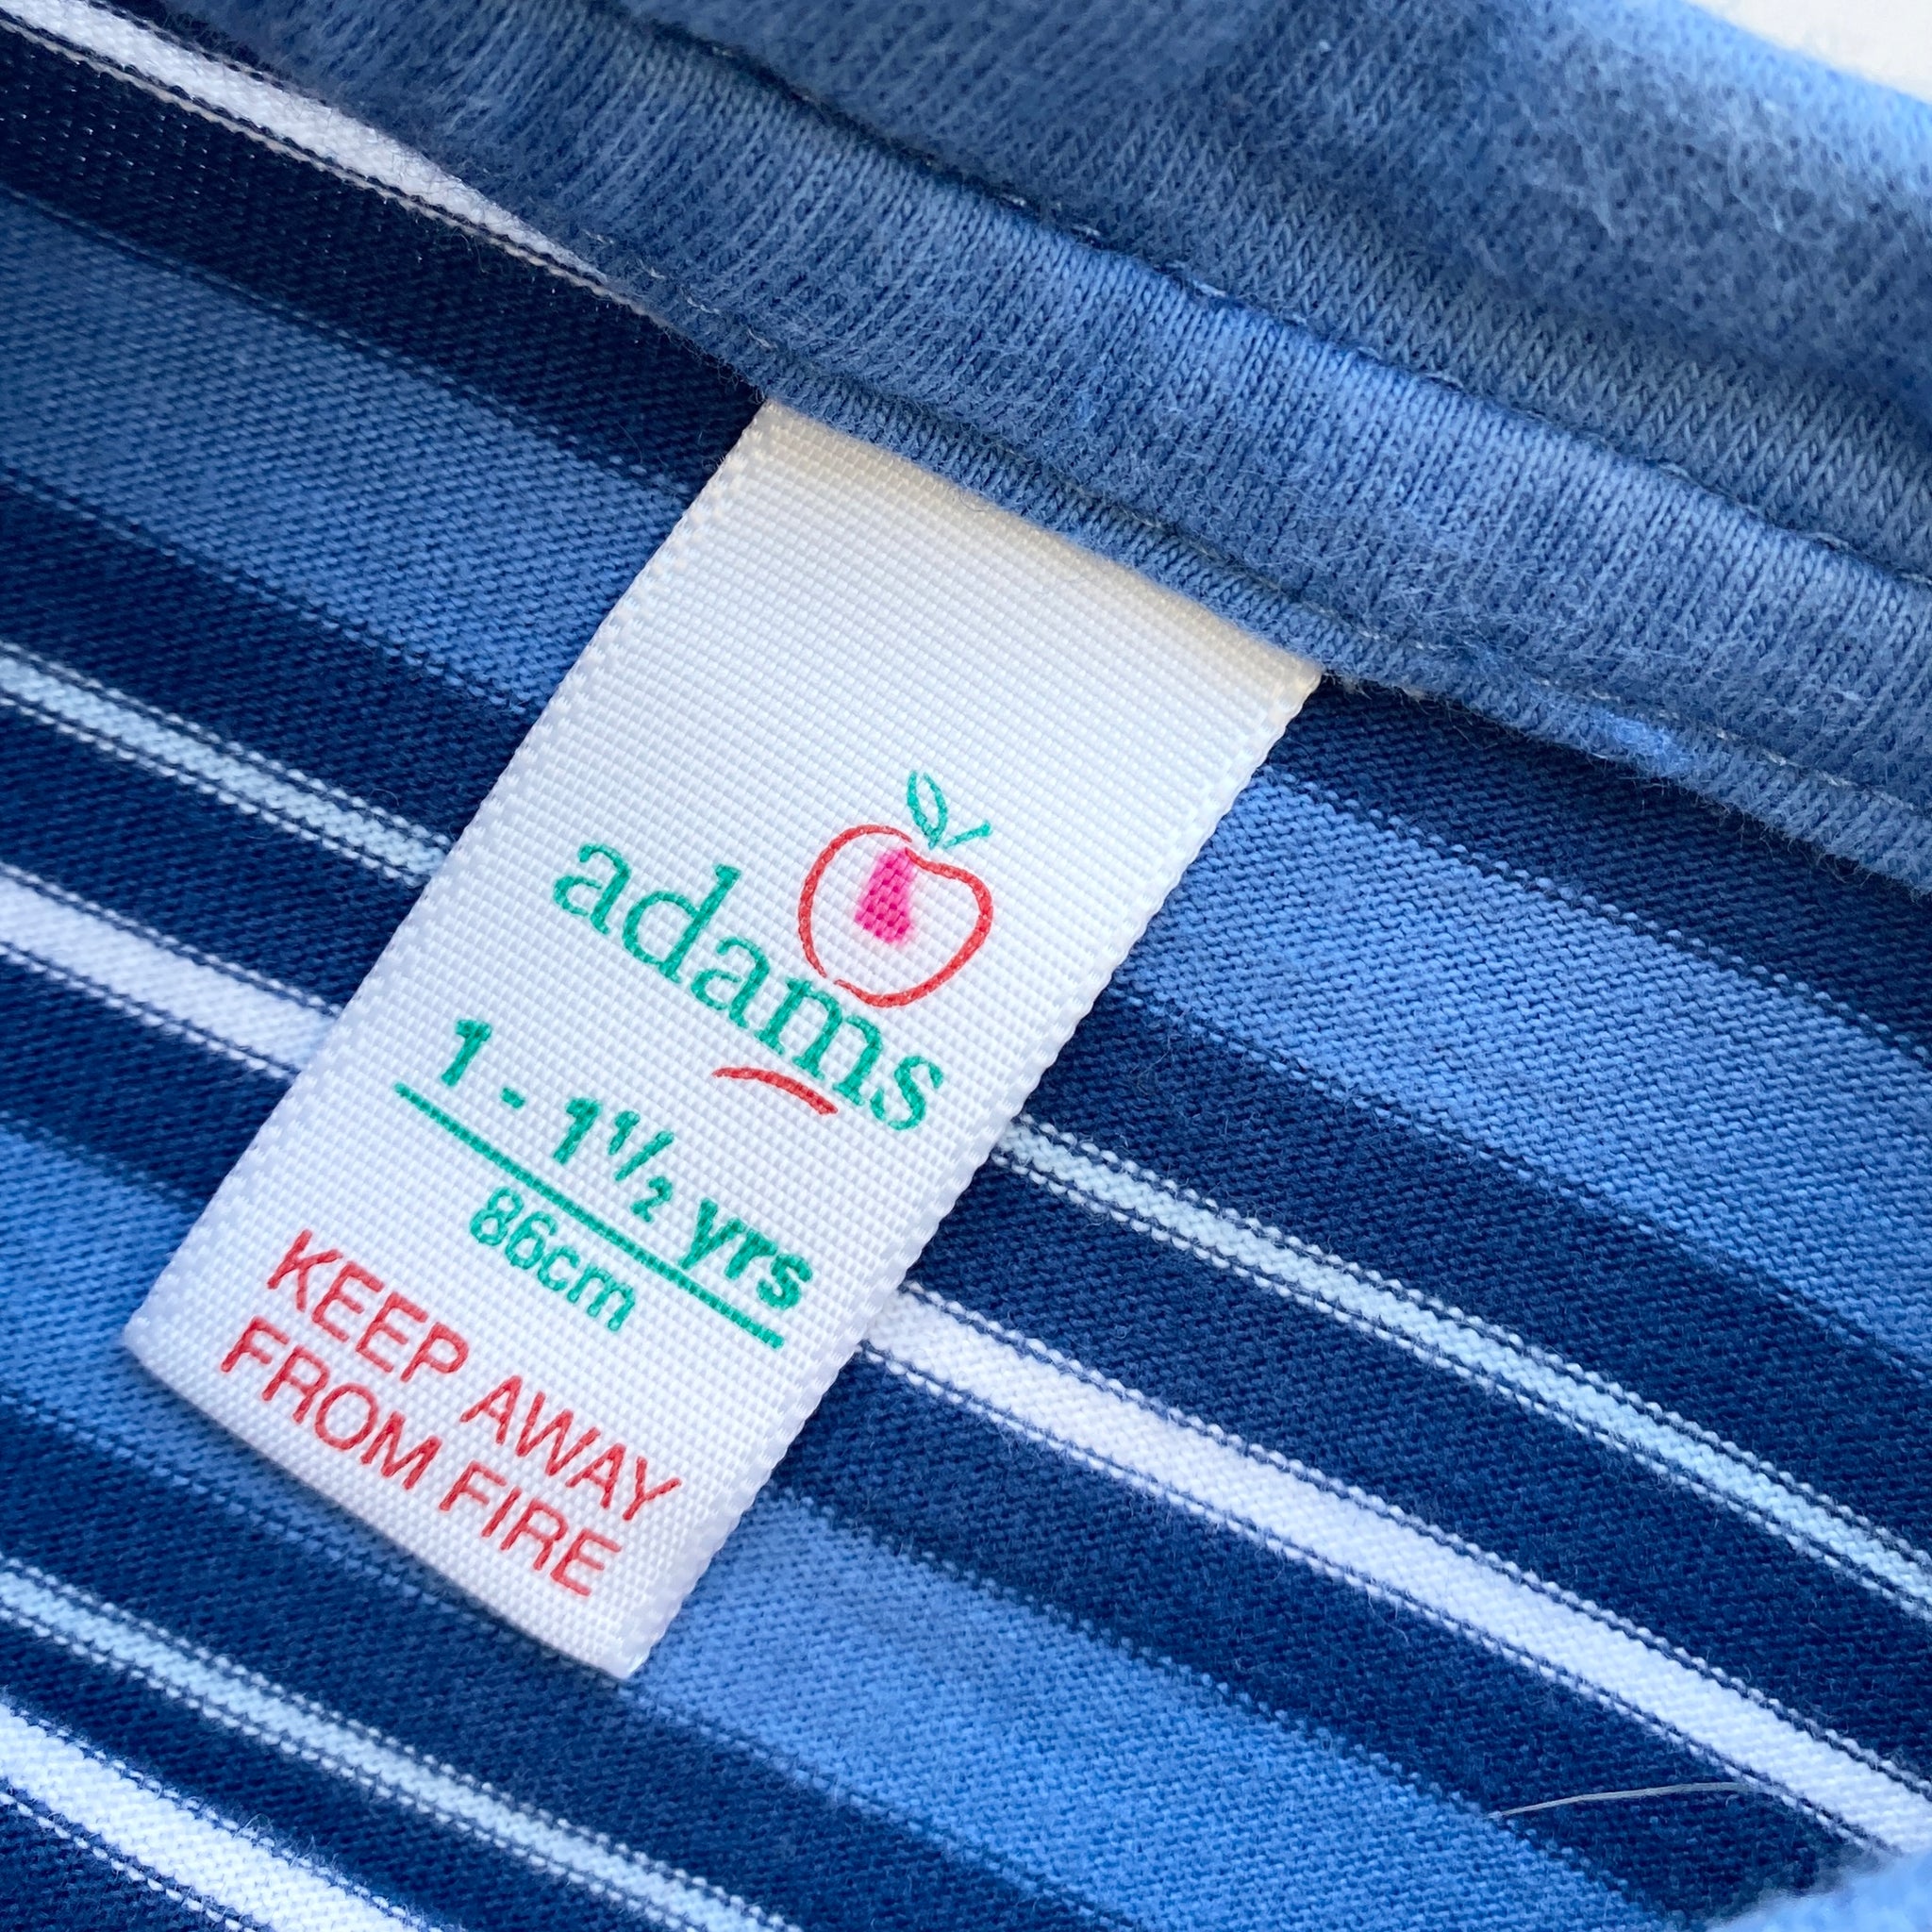 adams
1 - 1½ yrs
86cm
KEEP AWAY
FROM FIRE